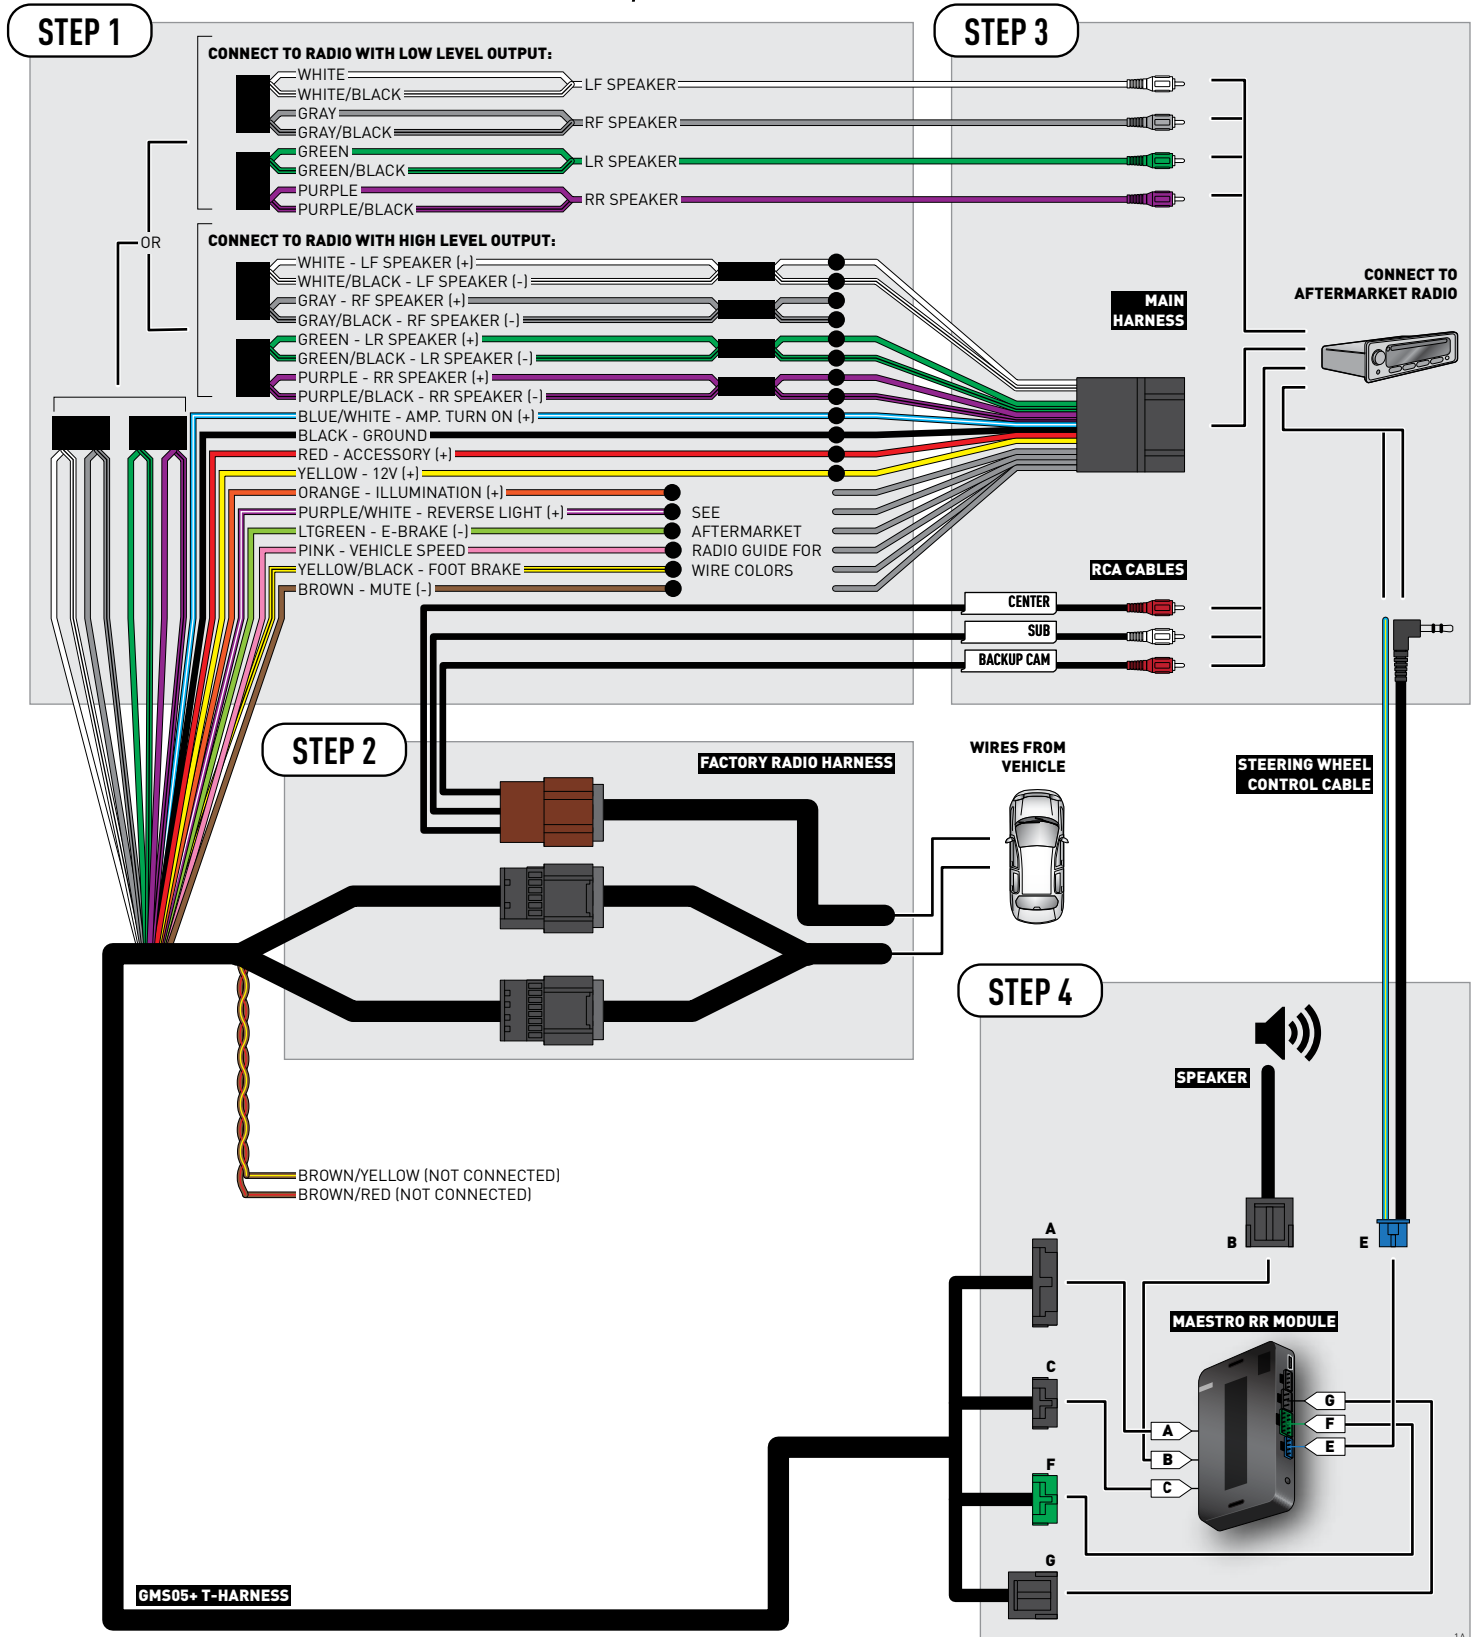 STEP 1
CONNECT TO RADIO WITH LOW LEVEL OUTPUT:
WHITE
WHITE/BLACK
LF SPEAKER
GRAY
GRAY/BLACK
RF SPEAKER
GREEN
GREEN/BLACK
LR SPEAKER
PURPLE
PURPLE/BLACK
RR SPEAKER
OR
CONNECT TO RADIO WITH HIGH LEVEL OUTPUT:
WHITE - LF SPEAKER (+)
WHITE/BLACK - LF SPEAKER (-)
GRAY - RF SPEAKER (+)
GRAY/BLACK - RF SPEAKER (-)
GREEN - LR SPEAKER (+)
GREEN/BLACK - LR SPEAKER (-)
PURPLE - RR SPEAKER (+)
PURPLE/BLACK - RR SPEAKER (-)
BLUE/WHITE - AMP. TURN ON (+)
BLACK - GROUND
RED - ACCESSORY (+)
YELLOW - 12V (+)
ORANGE - ILLUMINATION (+)
PURPLE/WHITE - REVERSE LIGHT (+)
LTGREEN - E-BRAKE (-)
PINK - VEHICLE SPEED
YELLOW/BLACK - FOOT BRAKE
BROWN - MUTE (-)
SEE
AFTERMARKET
RADIO GUIDE FOR
WIRE COLORS
STEP 3
MAIN
HARNESS
CONNECT TO
AFTERMARKET RADIO
RCA CABLES
CENTER
SUB
BACKUP CAM
STEP 2
FACTORY RADIO HARNESS
WIRES FROM
VEHICLE
STEERING WHEEL
CONTROL CABLE
BROWN/YELLOW (NOT CONNECTED)
BROWN/RED (NOT CONNECTED)
STEP 4
SPEAKER
B
E
A
C
F
G
MAESTRO RR MODULE
A
B
C
G
F
E
GMS05+ T-HARNESS